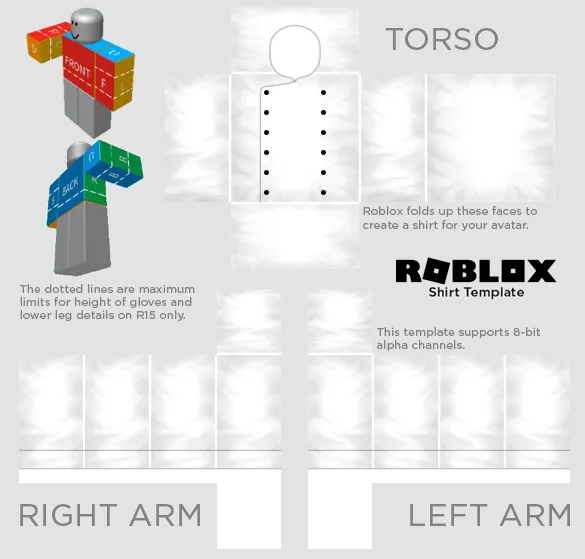 TORSO
FRONT
F
L
U
R
D
U
B
R
BACK
R
B
Roblox folds up these faces to
create a shirt for your avatar.
ROBLOX
Shirt Template
The dotted lines are maximum
limits for height of gloves and
lower leg details on R15 only.
This template supports 8-bit
alpha channels.
RIGHT ARM
LEFT ARM